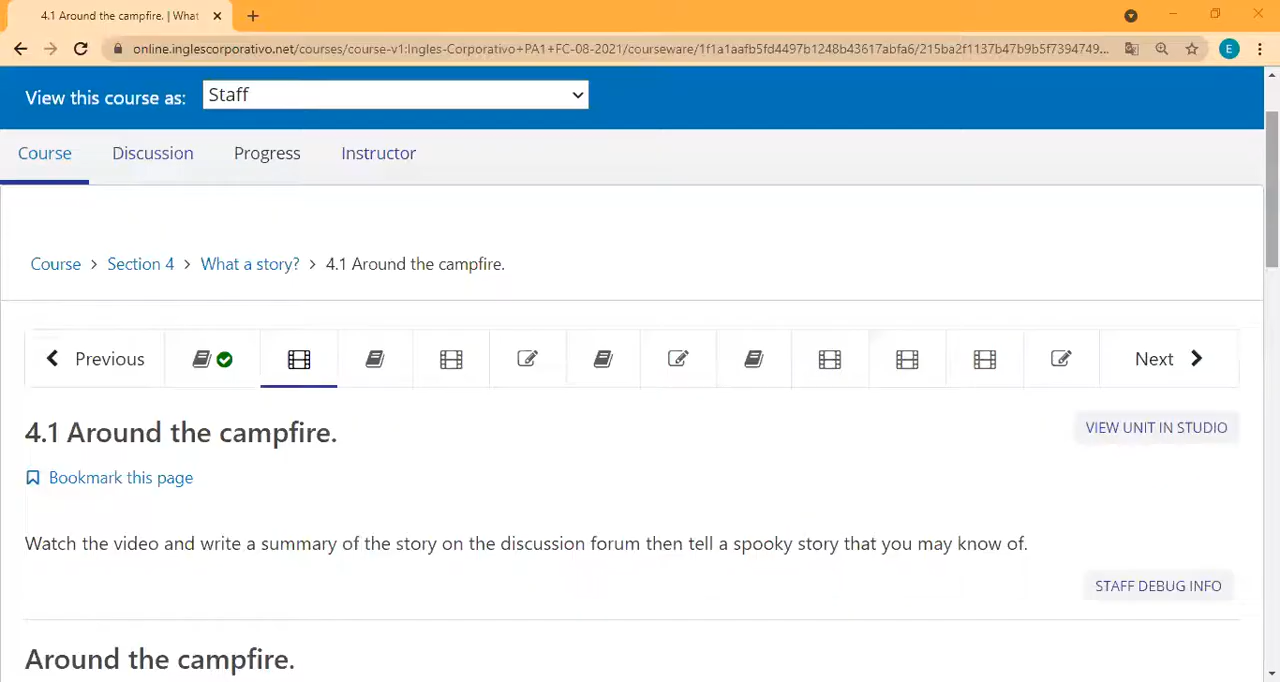 4.1 Around the campfire. | What
online.inglescorporativo.net/courses/course-v1:Ingles-Corporativo+PA1+FC-08-2021/courseware/1f1a1aafb5fd4497b1248b43617abfa6/215ba2f1137b47b9b5f7394749...
E
View this course as:
Staff
Course Discussion Progress Instructor
Course > Section 4 > What a story? > 4.1 Around the campfire.
Previous Next
4.1 Around the campfire.
VIEW UNIT IN STUDIO
Bookmark this page
Watch the video and write a summary of the story on the discussion forum then tell a spooky story that you may know of.
STAFF DEBUG INFO
Around the campfire.